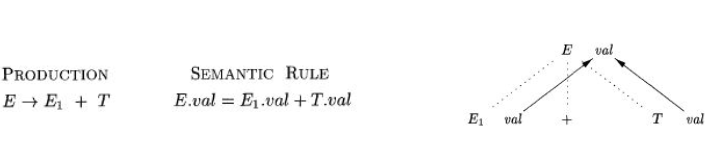 PRODUCTION SEMANTIC RULE
E → E₁ + T E.val = E₁.val + T.val
E val
E₁ val + T val